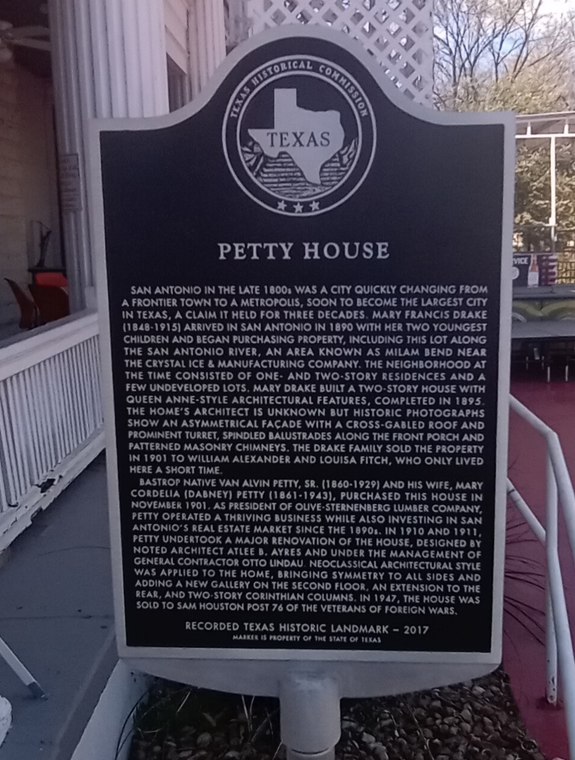 TEXAS HISTORICAL COMMISSION
TEXAS
PETTY HOUSE
SAN ANTONIO IN THE LATE 1800s WAS A CITY QUICKLY CHANGING FROM
A FRONTIER TOWN TO A METROPOLIS, SOON TO BECOME THE LARGEST CITY
IN TEXAS, A CLAIM IT HELD FOR THREE DECADES. MARY FRANCIS DRAKE
(1848-1915) ARRIVED IN SAN ANTONIO IN 1890 WITH HER TWO YOUNGEST
CHILDREN AND BEGAN PURCHASING PROPERTY, INCLUDING THIS LOT ALONG
THE SAN ANTONIO RIVER, AN AREA KNOWN AS MILAM BEND NEAR
THE CRYSTAL ICE & MANUFACTURING COMPANY. THE NEIGHBORHOOD AT
THE TIME CONSISTED OF ONE- AND TWO-STORY RESIDENCES AND A
FEW UNDEVELOPED LOTS. MARY DRAKE BUILT A TWO-STORY HOUSE WITH
QUEEN ANNE-STYLE ARCHITECTURAL FEATURES, COMPLETED IN 1895.
THE HOME'S ARCHITECT IS UNKNOWN BUT HISTORIC PHOTOGRAPHS
SHOW AN ASYMMETRICAL FAÇADE WITH A CROSS-GABLED ROOF AND
PROMINENT TURRET, SPINDLED BALUSTRADES ALONG THE FRONT PORCH AND
PATTERNED MASONRY CHIMNEYS. THE DRAKE FAMILY SOLD THE PROPERTY
IN 1901 TO WILLIAM ALEXANDER AND LOUISA FITCH, WHO ONLY LIVED
HERE A SHORT TIME.
BASTROP NATIVE VAN ALVIN PETTY, SR. (1860-1929) AND HIS WIFE, MARY
CORDELIA (DABNEY) PETTY (1861-1943), PURCHASED THIS HOUSE IN
NOVEMBER 1901. AS PRESIDENT OF OLIVE-STERNENBERG LUMBER COMPANY,
PETTY OPERATED A THRIVING BUSINESS WHILE ALSO INVESTING IN SAN
ANTONIO'S REAL ESTATE MARKET SINCE THE 1890s. IN 1910 AND 1911,
PETTY UNDERTOOK A MAJOR RENOVATION OF THE HOUSE, DESIGNED BY
NOTED ARCHITECT ATLEE B. AYRES AND UNDER THE MANAGEMENT OF
GENERAL CONTRACTOR OTTO LINDAU. NEOCLASSICAL ARCHITECTURAL STYLE
WAS APPLIED TO THE HOME, BRINGING SYMMETRY TO ALL SIDES AND
ADDING A NEW GALLERY ON THE SECOND FLOOR, AN EXTENSION TO THE
REAR, AND TWO-STORY CORINTHIAN COLUMNS. IN 1947, THE HOUSE WAS
SOLD TO SAM HOUSTON POST 76 OF THE VETERANS OF FOREIGN WARS.
RECORDED TEXAS HISTORIC LANDMARK – 2017
MARKER IS PROPERTY OF THE STATE OF TEXAS